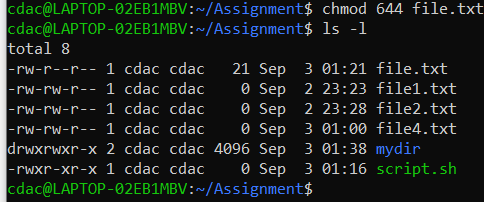 cdac@LAPTOP-02EB1MBV:~/Assignment$ chmod 644 file.txt
cdac@LAPTOP-02EB1MBV:~/Assignment$ ls -l
total 8
-rw-r--r-- 1 cdac cdac   21 Sep  3 01:21 file.txt
-rw-r--r-- 1 cdac cdac    0 Sep  2 23:23 file1.txt
-rw-r--r-- 1 cdac cdac    0 Sep  2 23:28 file2.txt
-rw-r--r-- 1 cdac cdac    0 Sep  3 01:00 file4.txt
drwxrwxr-x 2 cdac cdac 4096 Sep  3 01:38 mydir
-rwxr-xr-x 1 cdac cdac    0 Sep  3 01:16 script.sh
cdac@LAPTOP-02EB1MBV:~/Assignment$